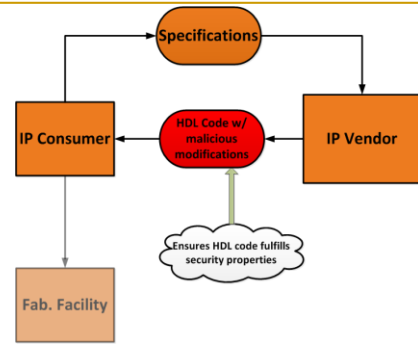 Specifications
IP Consumer
HDL Code w/
malicious
modifications
IP Vendor
Ensures HDL code fulfills
security properties
Fab. Facility